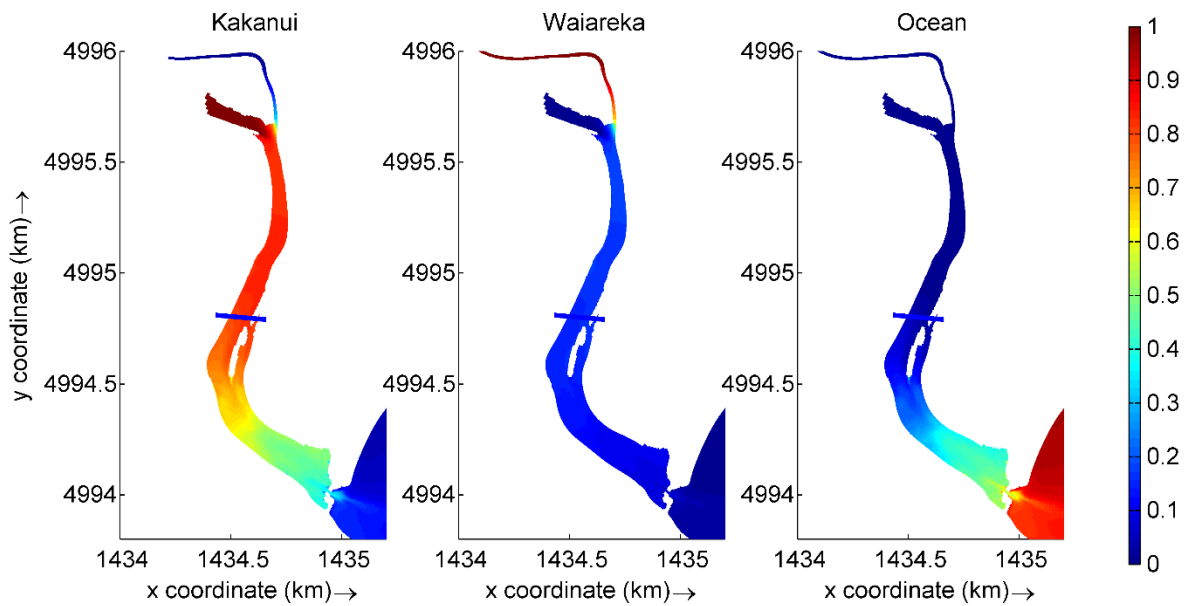 Kakanui Waiareka Ocean
4996 4996 4996 1
0.9
0.8
4995.5 4995.5 4995.5
0.7
0.6
y coordinate (km)→ 4995 4995 4995
0.5
0.4
4994.5 4994.5 4994.5
0.3
0.2
4994 4994 4994
0.1
0
1434 1434.5 1435 1434 1434.5 1435 1434 1434.5 1435
x coordinate (km)→ x coordinate (km)→ x coordinate (km)→